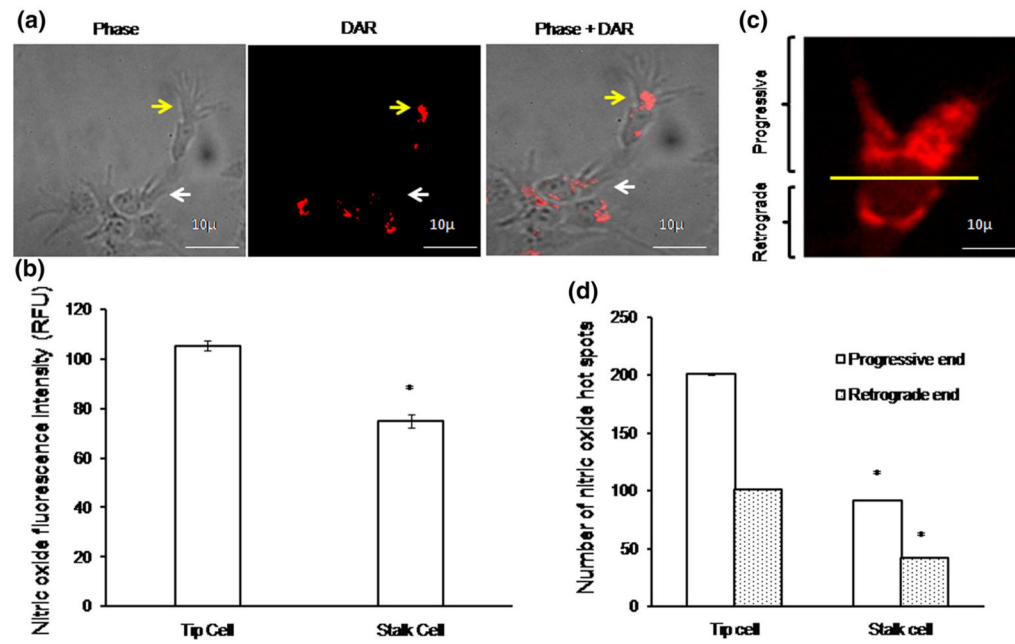 (a)
Phase
DAR
Phase + DAR
10µ
10µ
10µ
(c)
Progressive
Retrograde
10µ
(b)
Nitric oxide fluorescence intensity (RFU)
120
100
80
60
40
20
0
*
Tip Cell
Stalk Cell
(d)
Number of nitric oxide hot spots
250
200
150
100
50
0
Progressive end
Retrograde end
*
*
Tip cell
Stalk cell